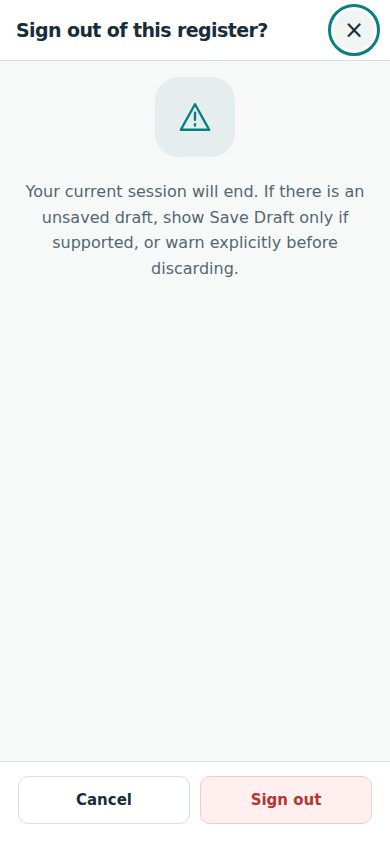 Sign out of this register?
Your current session will end. If there is an
unsaved draft, show Save Draft only if
supported, or warn explicitly before
discarding.
Cancel
Sign out